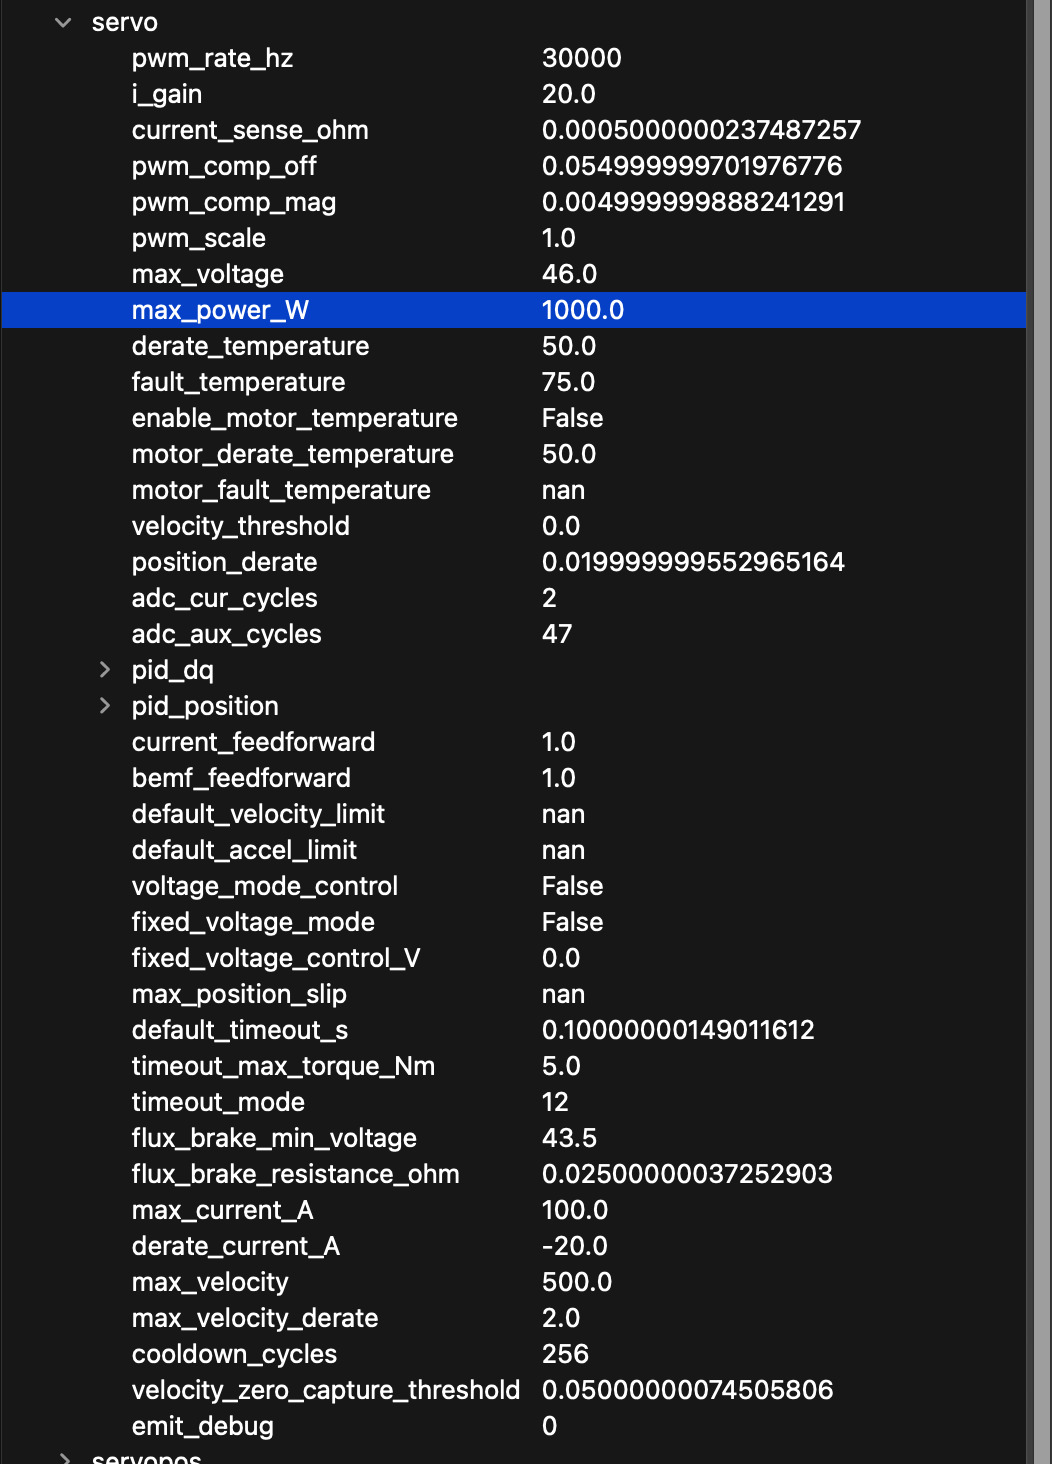 servo
pwm_rate_hz 30000
i_gain 20.0
current_sense_ohm 0.0005000000237487257
pwm_comp_off 0.054999999701976776
pwm_comp_mag 0.004999999888241291
pwm_scale 1.0
max_voltage 46.0
max_power_W 1000.0
derate_temperature 50.0
fault_temperature 75.0
enable_motor_temperature False
motor_derate_temperature 50.0
motor_fault_temperature nan
velocity_threshold 0.0
position_derate 0.019999999552965164
adc_cur_cycles 2
adc_aux_cycles 47
pid_dq
pid_position
current_feedforward 1.0
bemf_feedforward 1.0
default_velocity_limit nan
default_accel_limit nan
voltage_mode_control False
fixed_voltage_mode False
fixed_voltage_control_V 0.0
max_position_slip nan
default_timeout_s 0.10000000149011612
timeout_max_torque_Nm 5.0
timeout_mode 12
flux_brake_min_voltage 43.5
flux_brake_resistance_ohm 0.02500000037252903
max_current_A 100.0
derate_current_A -20.0
max_velocity 500.0
max_velocity_derate 2.0
cooldown_cycles 256
velocity_zero_capture_threshold 0.05000000074505806
emit_debug 0
servopos